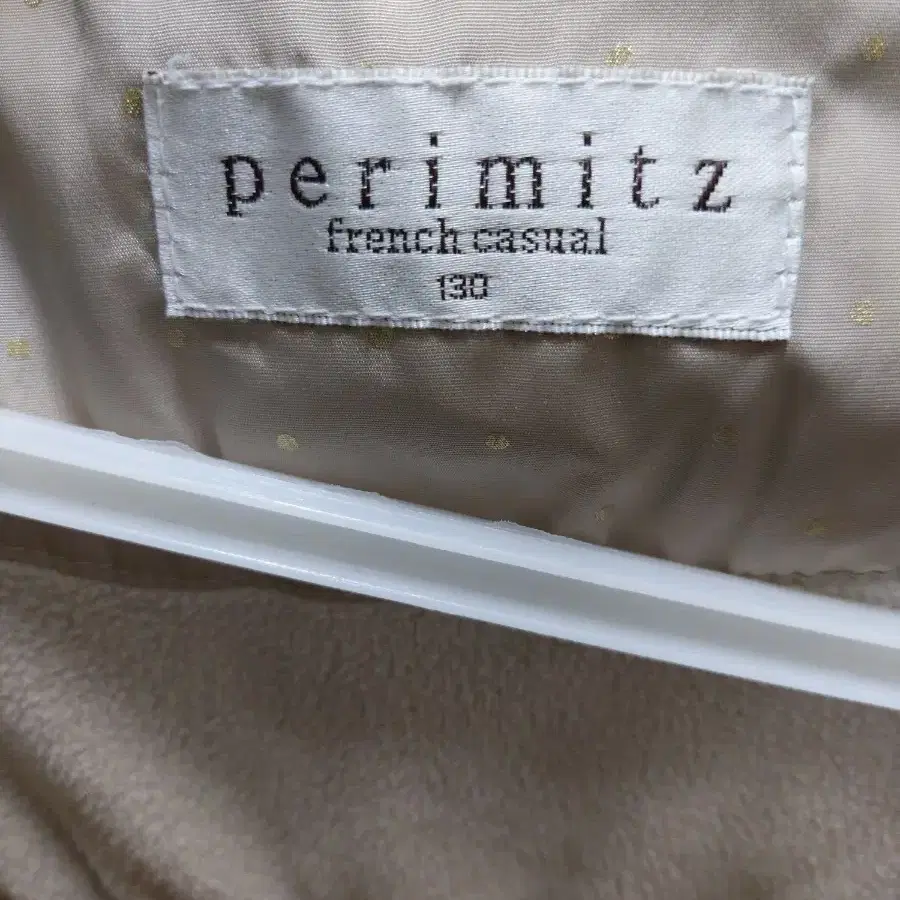 perimitz
french casual
130